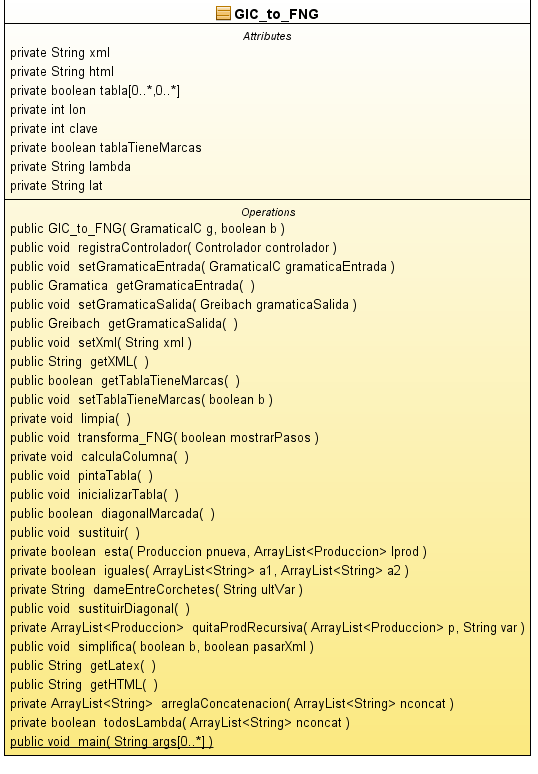 GIC_to_FNG
Attributes
private String xml
private String html
private boolean tabla[0..*,0..*]
private int lon
private int clave
private boolean tablaTieneMarcas
private String lambda
private String lat
Operations
public GIC_to_FNG( GramaticaIC g, boolean b )
public void registraControlador( Controlador controlador )
public void setGramaticaEntrada( GramaticaIC gramaticaEntrada )
public Gramatica getGramaticaEntrada( )
public void setGramaticaSalida( Greibach gramaticaSalida )
public Greibach getGramaticaSalida( )
public void setXml( String xml )
public String getXML( )
public boolean getTablaTieneMarcas( )
public void setTablaTieneMarcas( boolean b )
private void limpia( )
public void transforma_FNG( boolean mostrarPasos )
private void calculaColumna( )
public void pintaTabla( )
public void inicializarTabla( )
public boolean diagonalMarcada( )
public void sustituir( )
private boolean esta( Produccion pnueva, ArrayList<Produccion> lprod )
private boolean iguales( ArrayList<String> a1, ArrayList<String> a2 )
private String dameEntreCorchetes( String ultVar )
public void sustituirDiagonal( )
private ArrayList<Produccion> quitaProdRecursiva( ArrayList<Produccion> p, String var )
public void simplifica( boolean b, boolean pasarXml )
public String getLatex( )
public String getHTML( )
private ArrayList<String> arreglaConcatenacion( ArrayList<String> nconcat )
private boolean todosLambda( ArrayList<String> nconcat )
public void main( String args[0..*] )